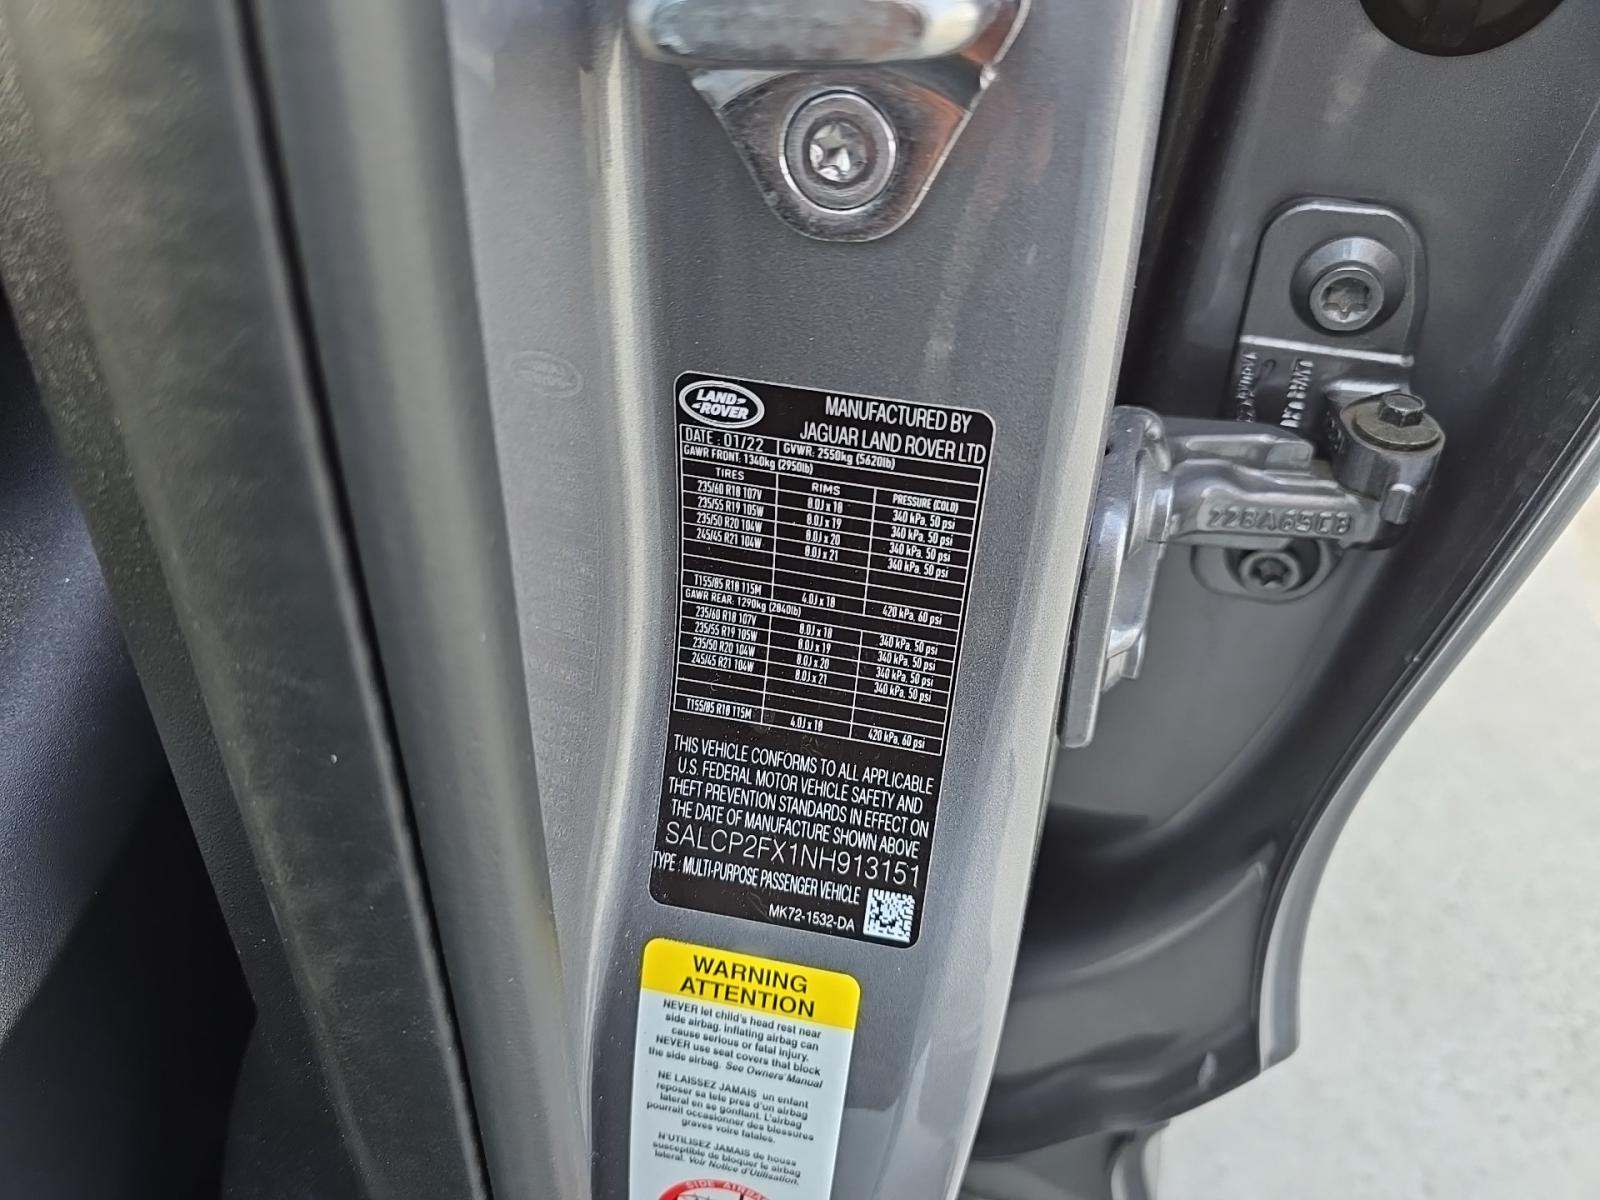 LAND ROVER
MANUFACTURED BY
JAGUAR LAND ROVER LTD
DATE : 01/22 GVWR: 2550kg (5620lb)
GAWR FRONT: 1340kg (2950lb)
TIRES RIMS PRESSURE (COLD)
235/60 R18 107V 8.0J x 18 340 kPa, 50 psi
235/55 R19 105W 8.0J x 19 340 kPa, 50 psi
235/50 R20 104W 8.0J x 20 340 kPa, 50 psi
245/45 R21 104W 8.0J x 21 340 kPa, 50 psi
T155/85 R18 115M 4.0J x 18 420 kPa, 60 psi
GAWR REAR: 1290kg (2840lb)
235/60 R18 107V 8.0J x 18 340 kPa, 50 psi
235/55 R19 105W 8.0J x 19 340 kPa, 50 psi
235/50 R20 104W 8.0J x 20 340 kPa, 50 psi
245/45 R21 104W 8.0J x 21 340 kPa, 50 psi
T155/85 R18 115M 4.0J x 18 420 kPa, 60 psi
THIS VEHICLE CONFORMS TO ALL APPLICABLE
U.S. FEDERAL MOTOR VEHICLE SAFETY AND
THEFT PREVENTION STANDARDS IN EFFECT ON
THE DATE OF MANUFACTURE SHOWN ABOVE
SALCP2FX1NH913151
TYPE : MULTI-PURPOSE PASSENGER VEHICLE
MK72-1532-DA
WARNING
ATTENTION
NEVER let child's head rest near
side airbag, inflating airbag can
cause serious or fatal injury.
NEVER use seat covers that block
the side airbag. See Owners' Manual
NE LAISSEZ JAMAIS un enfant
reposer sa tete pres d'un airbag
lateral en se gonflant. L'airbag
pourrait occasionner des blessures
graves voire fatales.
N'UTILISEZ JAMAIS de house
susceptible de bloquer le airbag
lateral. Voir Notice d'Utilisation.
SIDE AIRBAG